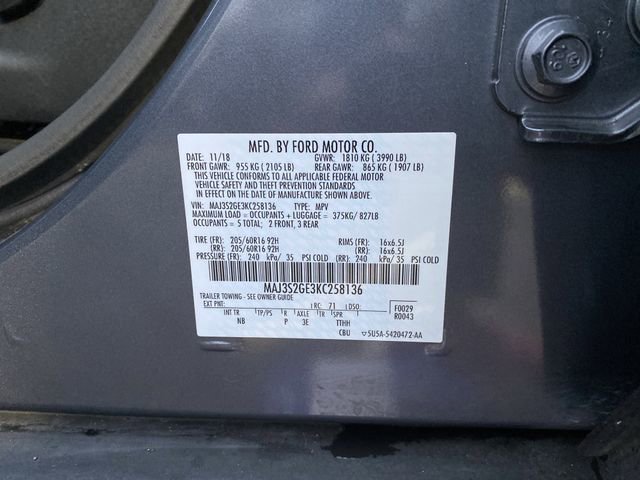 MFD. BY FORD MOTOR CO.
11/18 GVWR: 1810 KG ( 3990 LB)
FRONT GAWR: 955 KG ( 2105 LB) REAR GAWR: 865 KG ( 1907 LB)
THIS VEHICLE CONFORMS TO ALL APPLICABLE FEDERAL MOTOR
VEHICLE SAFETY AND THEFT PREVENTION STANDARDS
IN EFFECT ON THE DATE OF MANUFACTURE SHOWN ABOVE.
VIN: MAJ3S2GE3KC258136 TYPE: MPV
MAXIMUM LOAD = OCCUPANTS + LUGGAGE = 375KG/ 827LB
OCCUPANTS = 5 TOTAL; 2 FRONT, 3 REAR
TIRE (FR): 205/60R16 92H RIMS (FR): 16x6.5J
(RR): 205/60R16 92H (RR): 16x6.5J
PRESSURE (FR): 240 kPa/ 35 PSI COLD (RR): 240 kPa/ 35 PSI COLD
MAJ3S2GE3KC258136
TRAILER TOWING - SEE OWNER GUIDE
EXT PNT: RC: 71 DSO: F0029
INT TR TP/PS R AXLE TR SPR R0043
NB P 3E TTHH
CBU 5U5A-5420472-AA